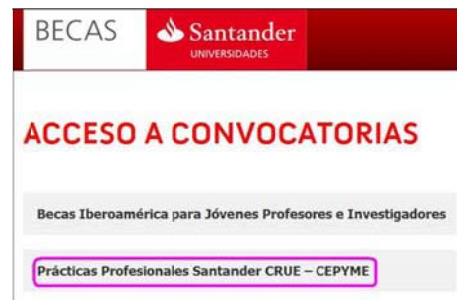 BECAS
Santander
UNIVERSIDADES
ACCESO A CONVOCATORIAS
Becas Iberoamérica para Jóvenes Profesores e Investigadores
Prácticas Profesionales Santander CRUE – CEPYME